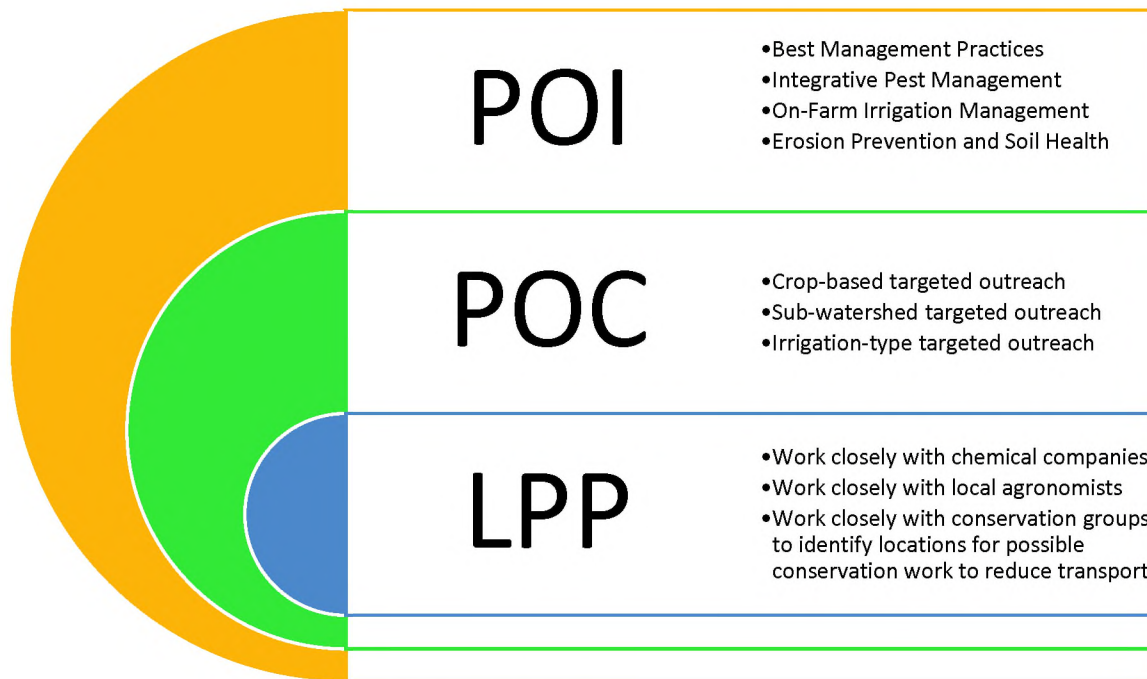 POI
•Best Management Practices
•Integrative Pest Management
•On-Farm Irrigation Management
•Erosion Prevention and Soil Health
POC
•Crop-based targeted outreach
•Sub-watershed targeted outreach
•Irrigation-type targeted outreach
LPP
•Work closely with chemical companies
•Work closely with local agronomists
•Work closely with conservation groups
to identify locations for possible
conservation work to reduce transport